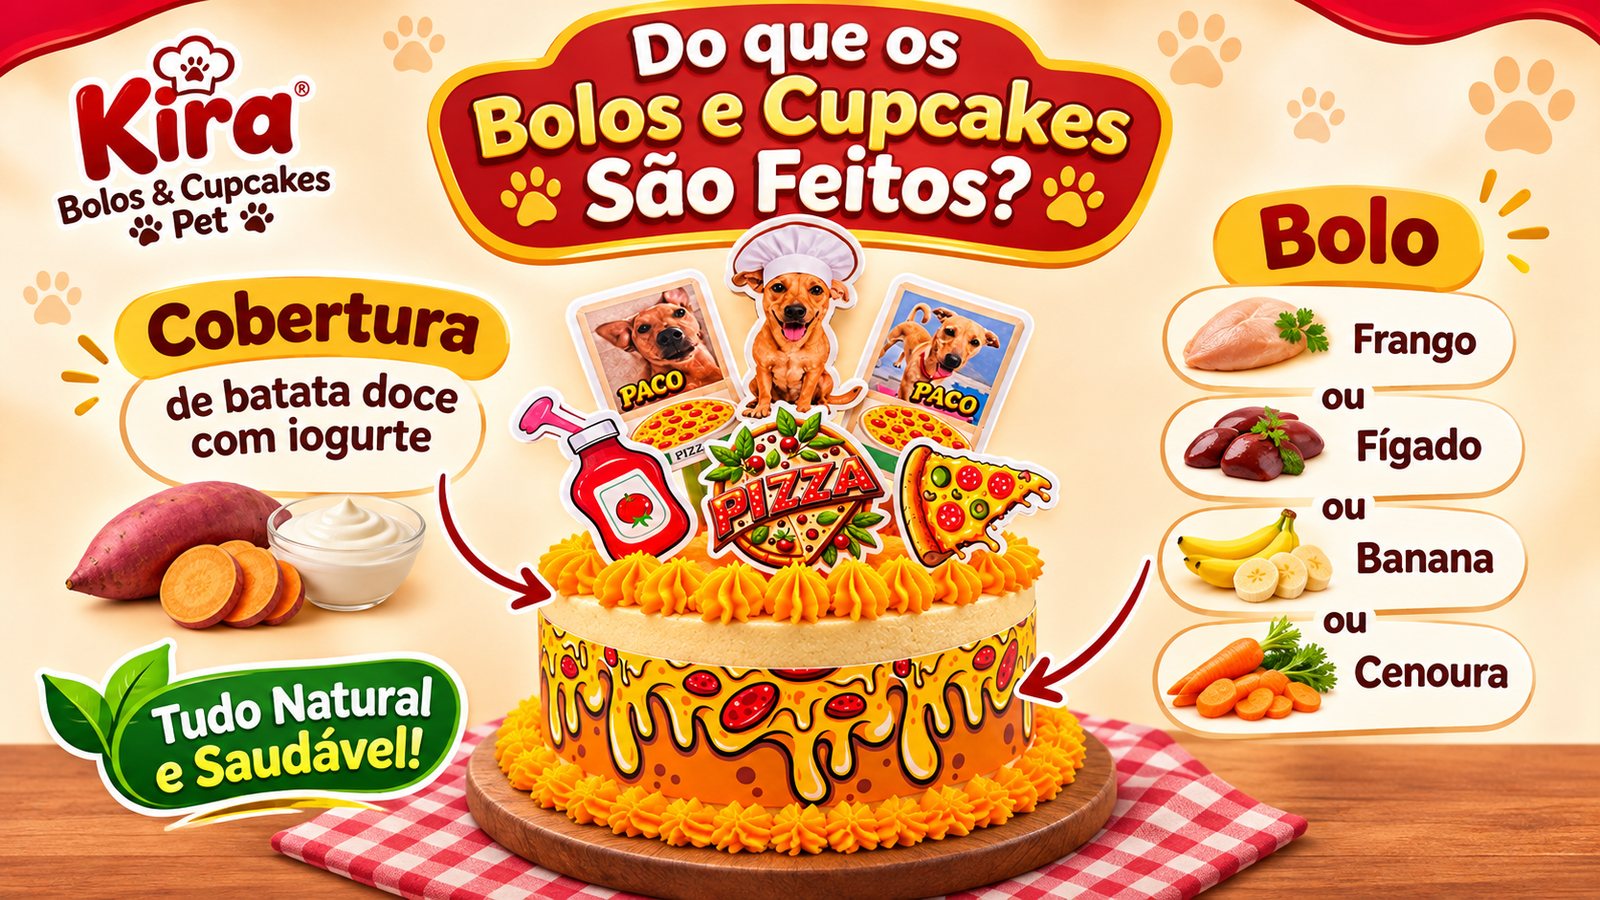 Kira®
Bolos & Cupcakes
Pet
Do que os
Bolos e Cupcakes
São Feitos?
Cobertura
de batata doce
com iogurte
Tudo Natural
e Saudável!
PACO
PACO
PIZZ
PIZZA
Bolo
Frango
ou
Fígado
ou
Banana
ou
Cenoura